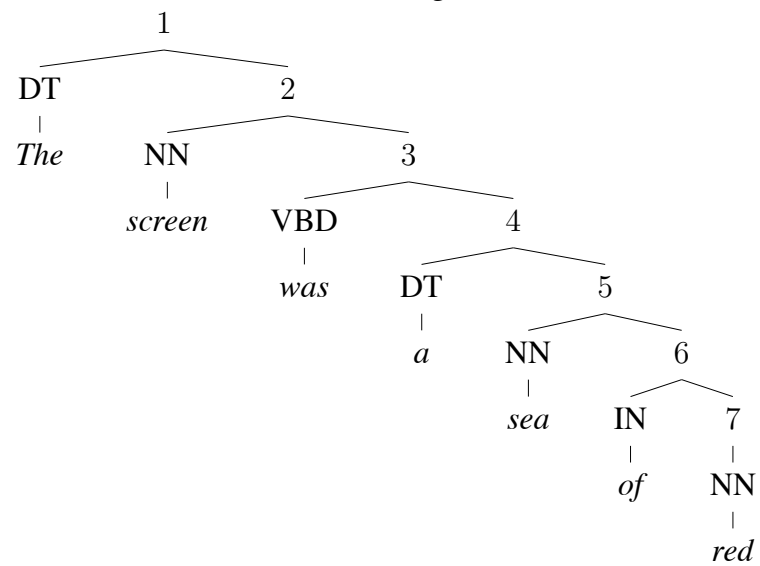 1
DT 2
The NN 3
screen VBD 4
was DT 5
a NN 6
sea IN 7
of NN
red